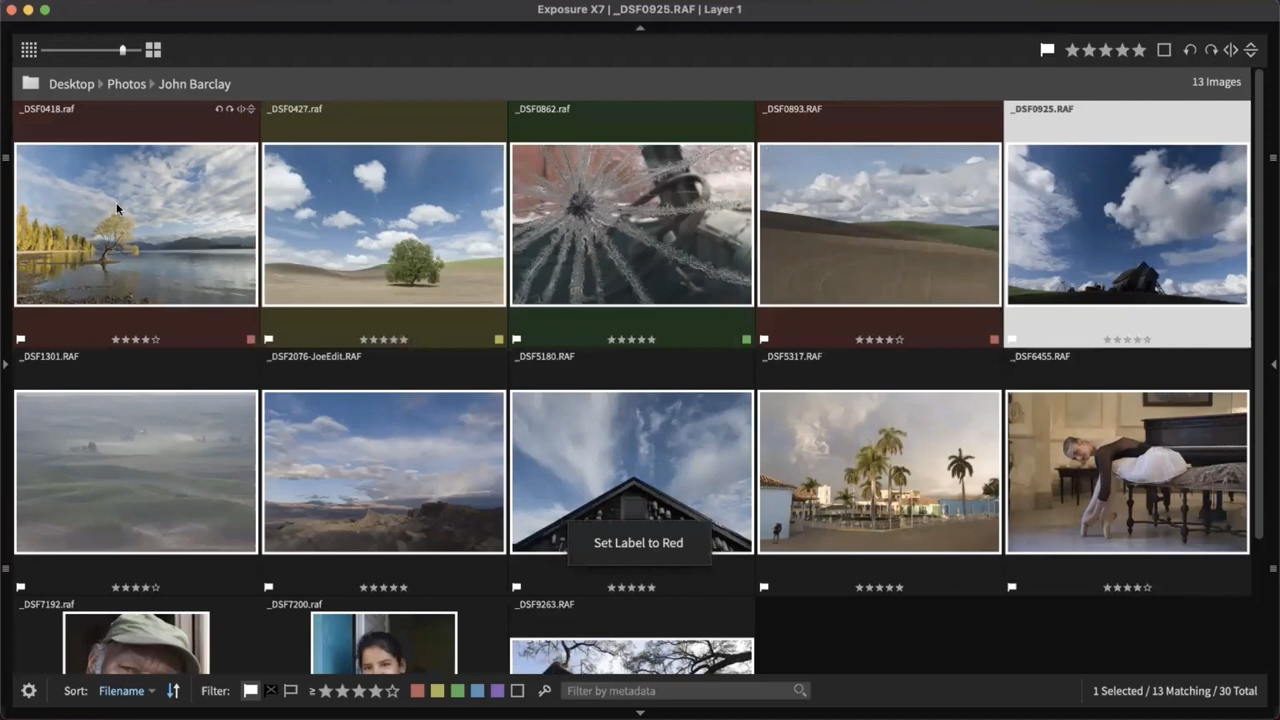 Exposure X7 | _DSF0925.RAF | Layer 1
Desktop Photos John Barclay
13 Images
_DSF0418.raf
_DSF0427.raf
_DSF0862.raf
_DSF0893.RAF
_DSF0925.RAF
_DSF1301.RAF
_DSF2076-JoeEdit.RAF
_DSF5180.RAF
_DSF5317.RAF
_DSF6455.RAF
Set Label to Red
_DSF7192.raf
_DSF7200.raf
_DSF9263.RAF
Sort: Filename Filter: ≥ Filter by metadata 1 Selected / 13 Matching / 30 Total